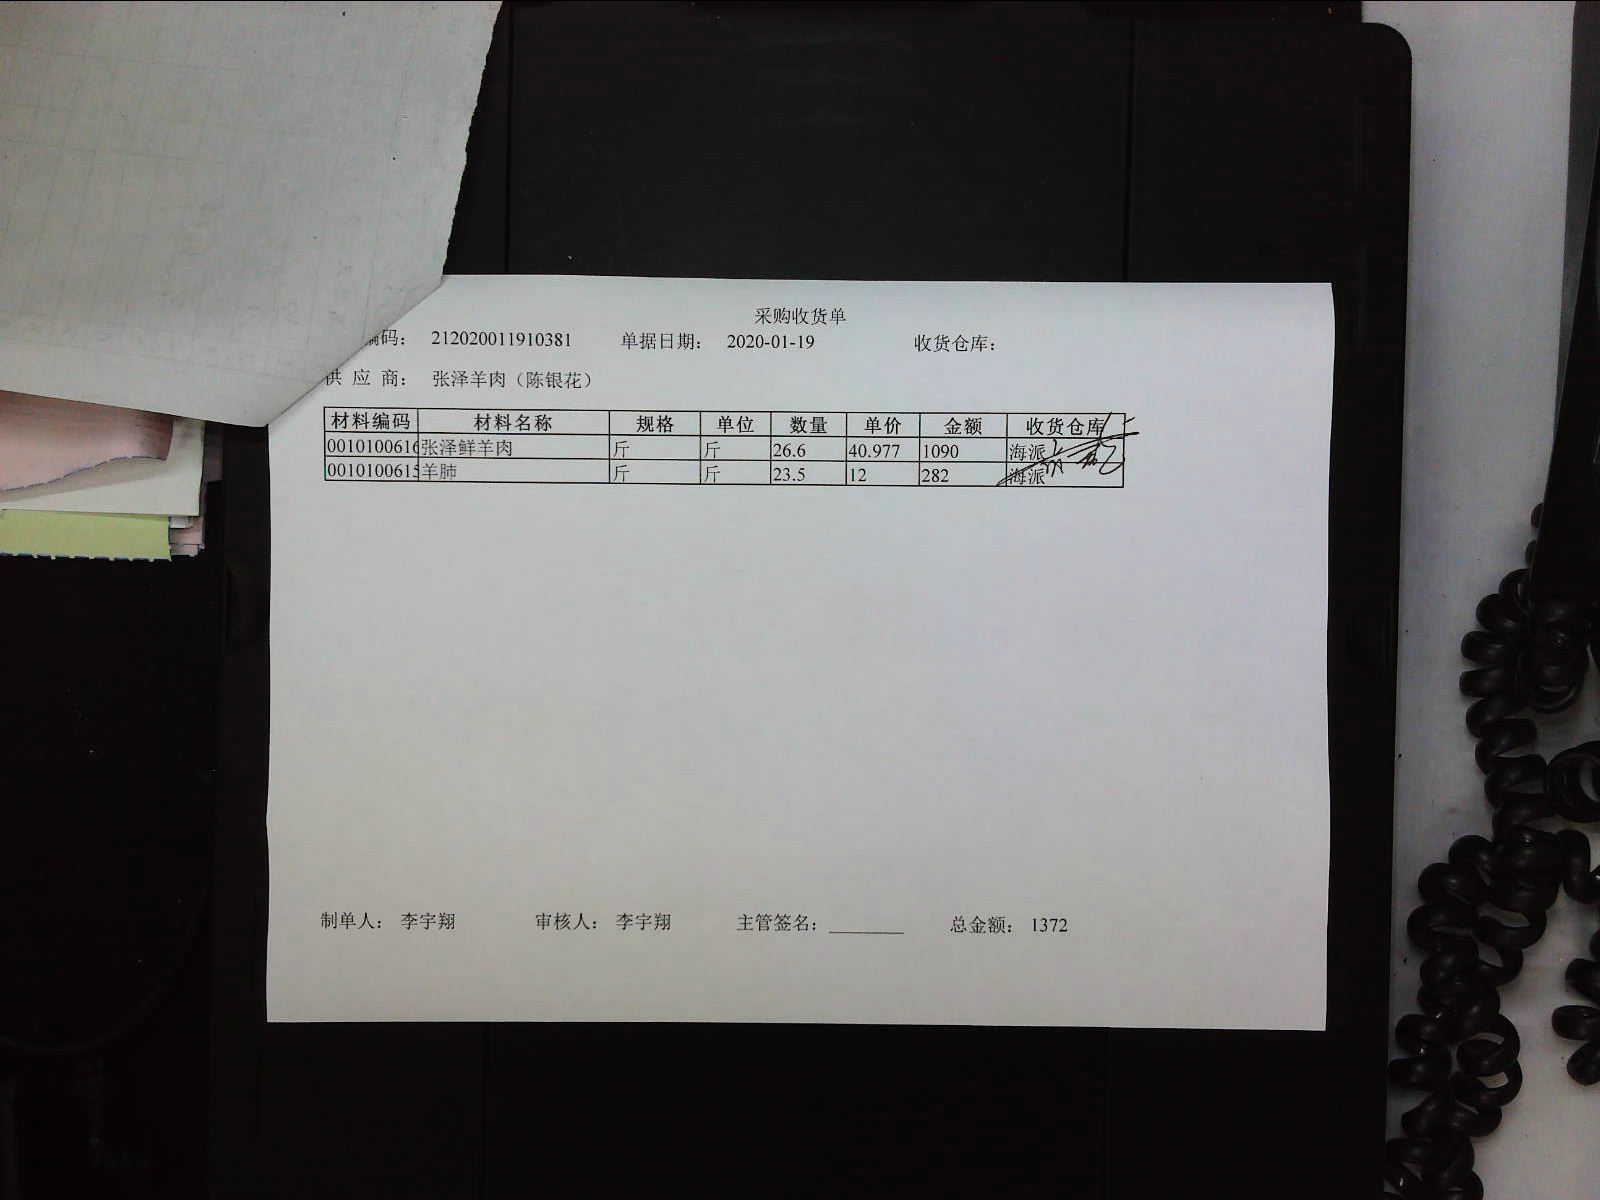 采购收货单
编码： 212020011910381 单据日期： 2020-01-19 收货仓库：
供 应 商： 张泽羊肉（陈银花）
材料编码 材料名称 规格 单位 数量 单价 金额 收货仓库
0010100616 张泽鲜羊肉 斤 斤 26.6 40.977 1090 海派
0010100615 羊肺 斤 斤 23.5 12 282 海派
制单人： 李宇翔 审核人： 李宇翔 主管签名： 总金额： 1372